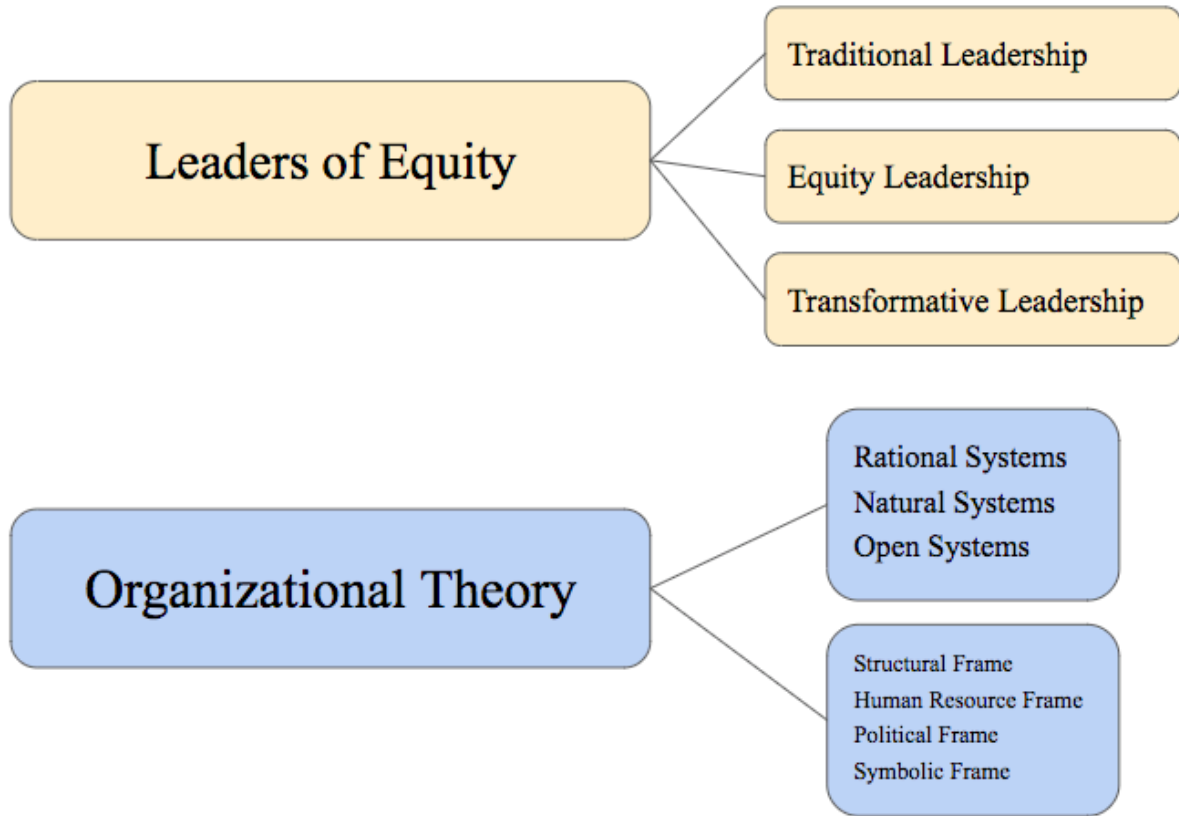 Leaders of Equity
Traditional Leadership
Equity Leadership
Transformative Leadership
Organizational Theory
Rational Systems
Natural Systems
Open Systems
Structural Frame
Human Resource Frame
Political Frame
Symbolic Frame